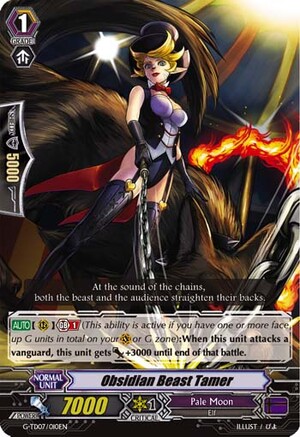 1
GRADE
SHIELD
5000
At the sound of the chains,
both the beast and the audience straighten their backs.
AUTO (R) 1 GB 1 (This ability is active if you have one or more face
up G units in total on your (V) or G zone):When this unit attacks a
vanguard, this unit gets +3000 until end of that battle.
NORMAL
UNIT
Obsidian Beast Tamer
POWER
7000
1
CRITICAL
Pale Moon
Elf
G-TD07/010EN
ILLUST /